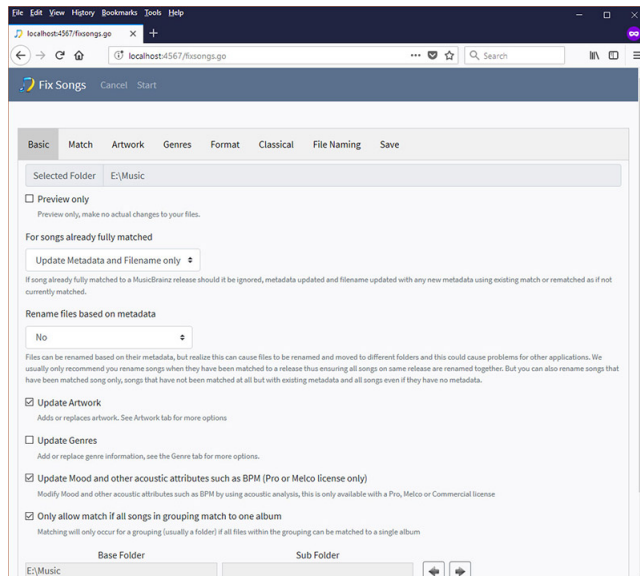 File Edit View History Bookmarks Tools Help
localhost:4567/fixsongs.go
localhost:4567/fixsongs.go Search
Fix Songs Cancel Start
Basic Match Artwork Genres Format Classical File Naming Save
Selected Folder E:\Music
Preview only
Preview only, make no actual changes to your files.
For songs already fully matched
Update Metadata and Filename only
If song already fully matched to a MusicBrainz release should it be ignored, metadata updated and filename updated with any new metadata using existing match or rematched as if not
currently matched.
Rename files based on metadata
No
Files can be renamed based on their metadata, but realize this can cause files to be renamed and moved to different folders and this could cause problems for other applications. We
usually only recommend you rename songs when they have been matched to a release thus ensuring all songs on same release are renamed together. But you can also rename songs that
have been matched song only, songs that have not been matched at all but with existing metadata and all songs even if they have no metadata.
Update Artwork
Adds or replaces artwork. See Artwork tab for more options
Update Genres
Add or replace genre information, see the Genre tab for more options.
Update Mood and other acoustic attributes such as BPM (Pro or Melco license only)
Modify Mood and other acoustic attributes such as BPM by using acoustic analysis, this is only available with a Pro, Melco or Commercial license
Only allow match if all songs in grouping match to one album
Matching will only occur for a grouping (usually a folder) if all files within the grouping can be matched to a single album
Base Folder Sub Folder
E:\Music